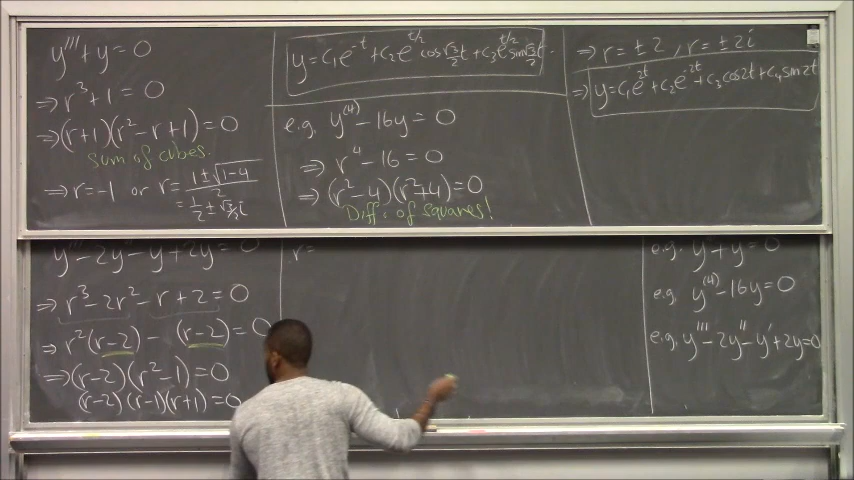 y''' + y = 0
⇒ r³ + 1 = 0
⇒ (r+1)(r² - r + 1) = 0
Sum of cubes.
⇒ r = -1 or r = (1 ± √(1-4))/2
= 1/2 ± √3/2 i
y = c₁e^{-t} + c₂e^{t/2} cos √3/2 t + c₃e^{t/2} sin √3/2 t.
e.g. y⁽⁴⁾ - 16y = 0
⇒ r⁴ - 16 = 0
⇒ (r² - 4)(r² + 4) = 0
Diff. of squares!
⇒ r = ±2, r = ±2i
⇒ y = c₁e^{2t} + c₂e^{-2t} + c₃cos2t + c₄sin2t
y''' - 2y'' - y' + 2y = 0
⇒ r³ - 2r² - r + 2 = 0
⇒ r²(r-2) - (r-2) = 0
⇒ (r-2)(r² - 1) = 0
(r-2)(r-1)(r+1) = 0
r =
e.g. y''' + y = 0
e.g. y⁽⁴⁾ - 16y = 0
e.g. y''' - 2y'' - y' + 2y = 0